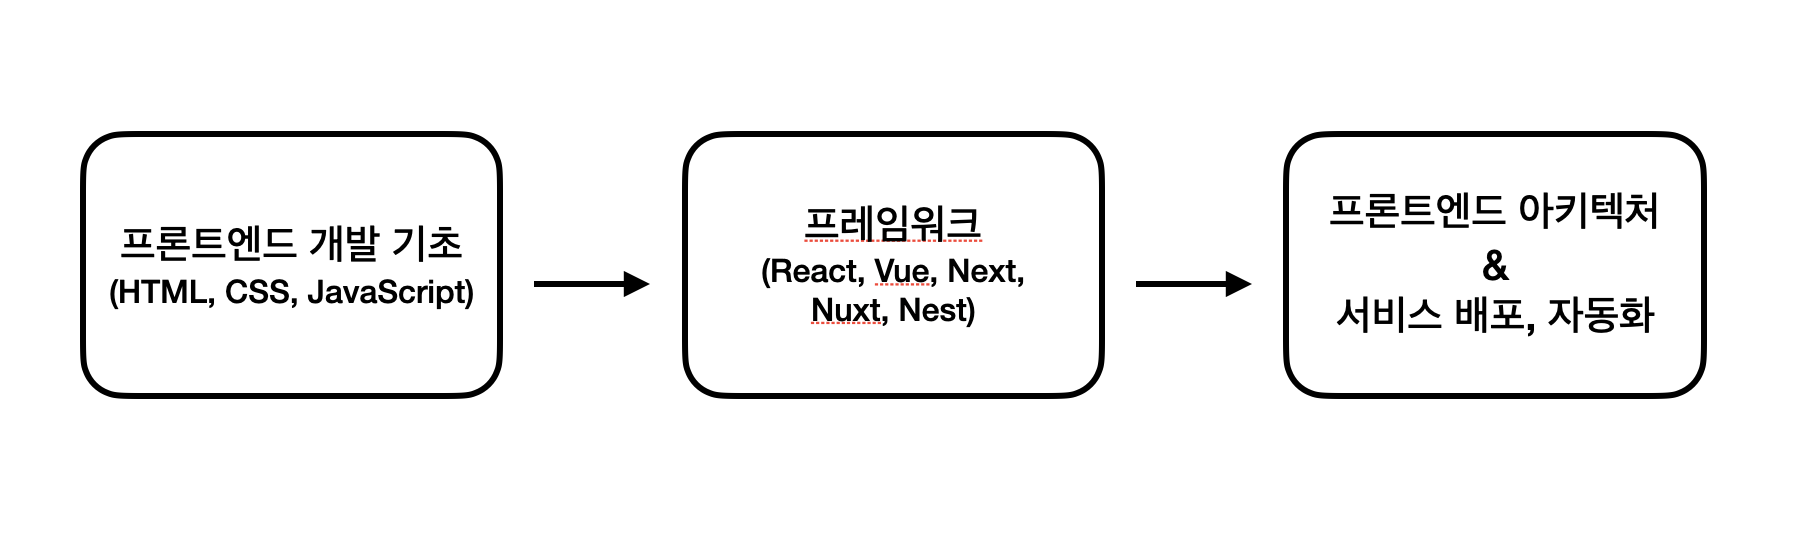 프론트엔드 개발 기초
(HTML, CSS, JavaScript)
프레임워크
(React, Vue, Next,
Nuxt, Nest)
프론트엔드 아키텍처
&
서비스 배포, 자동화